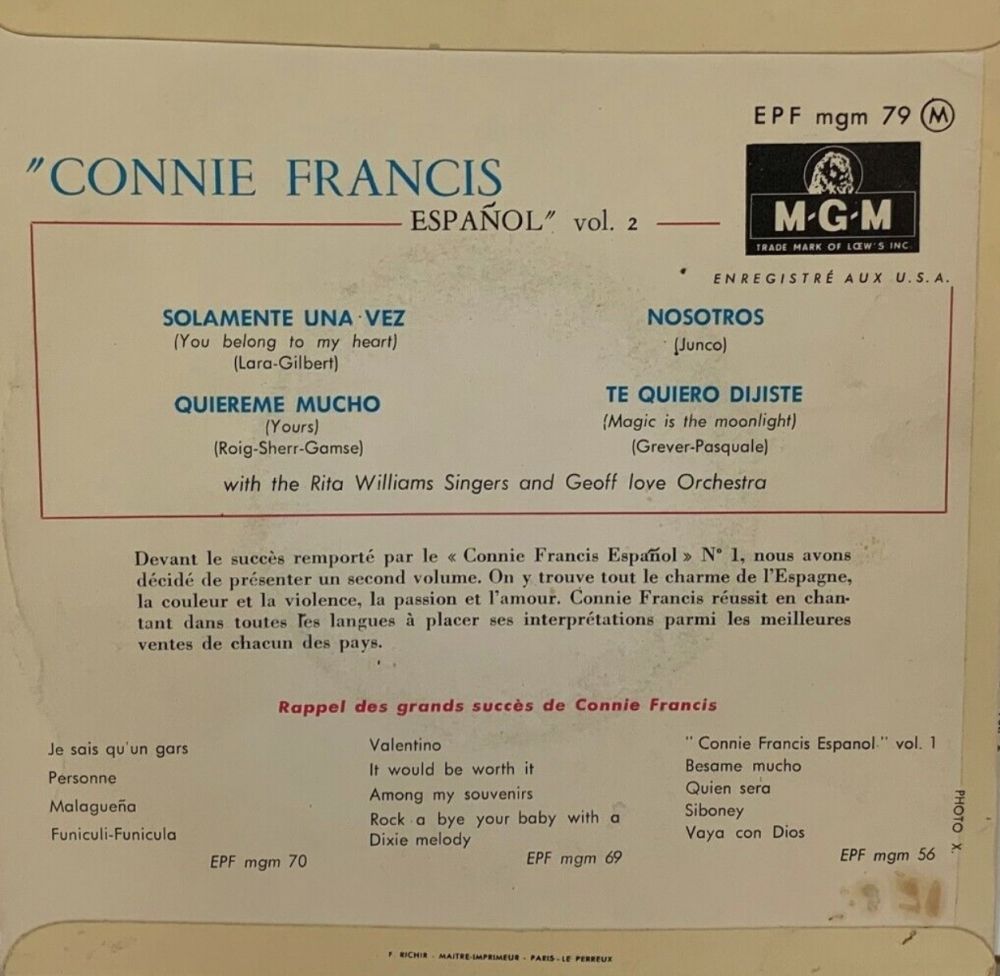 EPF mgm 79 M
"CONNIE FRANCIS
ESPAÑOL" vol. 2
M-G-M
TRADE MARK OF LŒW'S INC.
ENREGISTRÉ AUX U.S.A.
SOLAMENTE UNA VEZ
(You belong to my heart)
(Lara-Gilbert)
QUIEREME MUCHO
(Yours)
(Roig-Sherr-Gamse)
NOSOTROS
(Junco)
TE QUIERO DIJISTE
(Magic is the moonlight)
(Grever-Pasquale)
with the Rita Williams Singers and Geoff love Orchestra
Devant le succès remporté par le « Connie Francis Español » N° 1, nous avons
décidé de présenter un second volume. On y trouve tout le charme de l'Espagne,
la couleur et la violence, la passion et l'amour. Connie Francis réussit en chan-
tant dans toutes les langues à placer ses interprétations parmi les meilleures
ventes de chacun des pays.
Rappel des grands succès de Connie Francis
Je sais qu'un gars
Personne
Malagueña
Funiculi-Funicula
EPF mgm 70
Valentino
It would be worth it
Among my souvenirs
Rock a bye your baby with a
Dixie melody
EPF mgm 69
"Connie Francis Espanol" vol. 1
Besame mucho
Quien sera
Siboney
Vaya con Dios
EPF mgm 56
PHOTO X.
F. RICHIR - MAITRE-IMPRIMEUR - PARIS-LE PERREUX